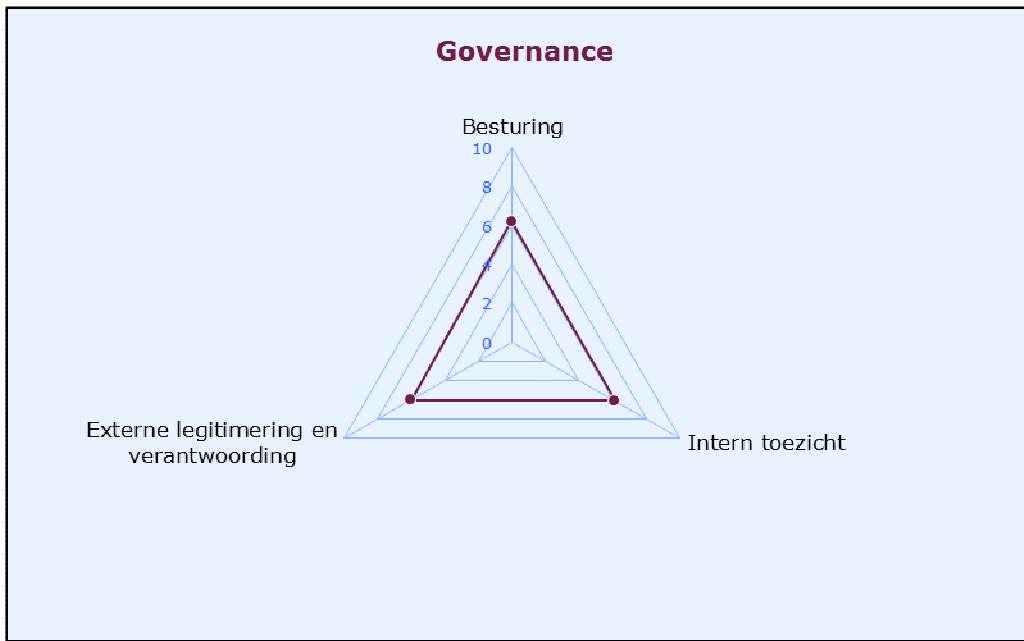 Governance
Besturing
10
8
6
4
2
0
Externe legitimering en
verantwoording
Intern toezicht